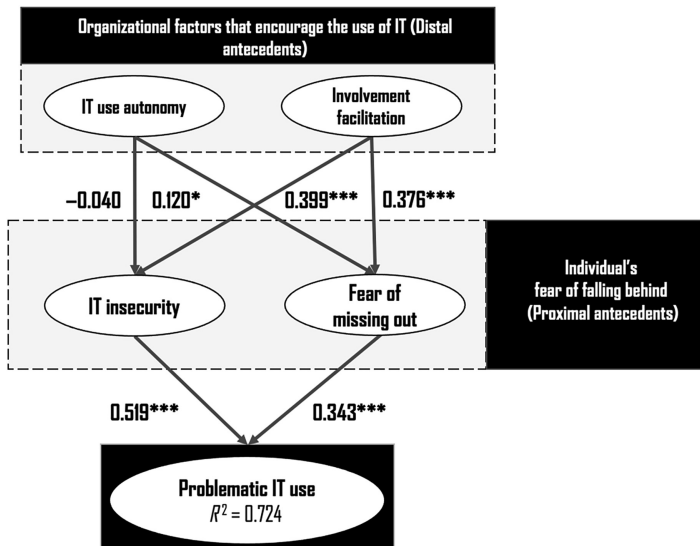 Organizational factors that encourage the use of IT (Distal
antecedents)
IT use autonomy
Involvement
facilitation
–0.040
0.120*
0.399***
0.376***
IT insecurity
Fear of
missing out
Individual's
fear of falling behind
(Proximal antecedents)
0.519***
0.343***
Problematic IT use
R² = 0.724